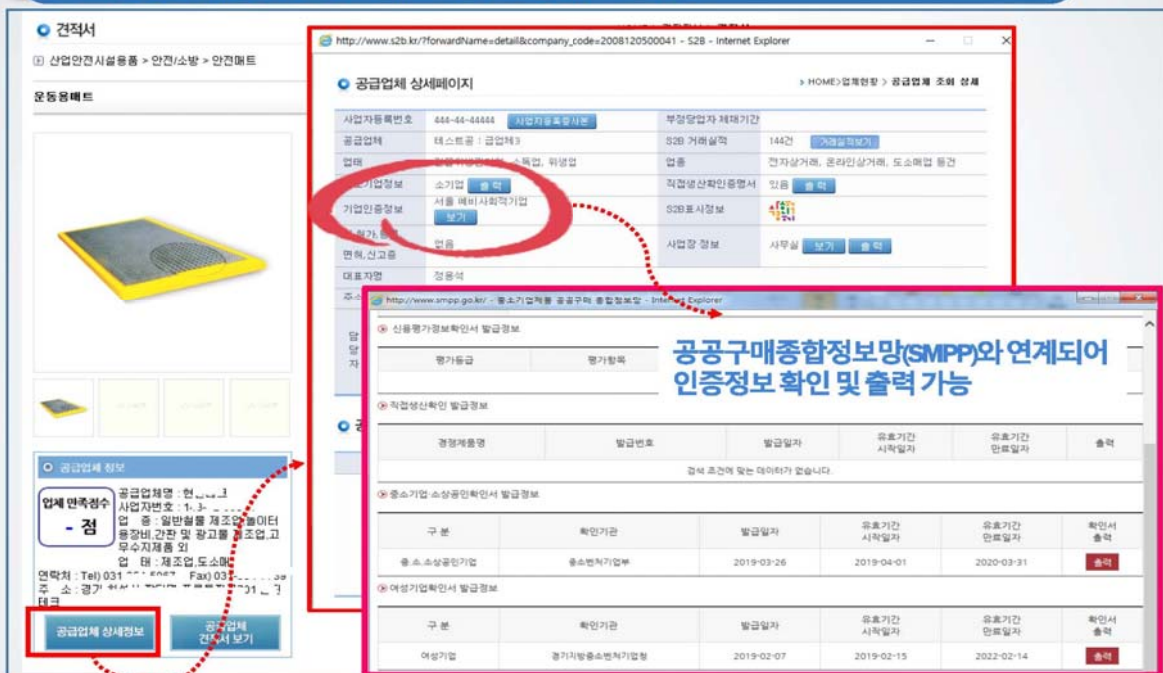 견적서
산업안전시설용품 > 안전/소방 > 안전매트
운동용매트
공급업체 정보
업체 만족점수
- 점
공급업체명 :
사업자번호 :
업 종 : 일반철물 제조업,놀이터
용장비,간판 및 광고물 제조업,고
무수지제품 외
업 태 : 제조업,도소매
연락처 : Tel) 031 Fax)
주 소 : 경기
테크
공급업체 상세정보
공급업체
견적서 보기
http://www.s2b.kr/?forwardName=detail&company_code=2008120500041 - S2B - Internet Explorer
공급업체 상세페이지
> HOME>업체현황 > 공급업체 조회 상세
사업자등록번호 444-44-44444 사업자등록증사본 부정당업자 제재기간
공급업체 S2B 거래실적 144건 거래실적보기
업태 소독업, 위생업 업종 전자상거래, 온라인상거래, 도소매업 등건
기업정보 소기업 출력 직접생산확인증명서 있음 출력
기업인증정보 서울 예비사회적기업 보기 S2B표시정보
면허,신고증 없음 사업장 정보 사무실 보기 출력
대표자명 정용석
http://www.smpp.go.kr/ - 중소기업제품 공공구매 종합정보망 - Internet Explorer
신용평가정보확인서 발급정보
평가등급 평가항목
공공구매종합정보망(SMPP)와 연계되어
인증정보 확인 및 출력 가능
직접생산확인 발급정보
경쟁제품명 발급번호 발급일자 유효기간 시작일자 유효기간 만료일자 출력
검색 조건에 맞는 데이터가 없습니다.
중소기업·소상공인확인서 발급정보
구 분 확인기관 발급일자 유효기간 시작일자 유효기간 만료일자 확인서 출력
중.소.소상공인기업 중소벤처기업부 2019-03-26 2019-04-01 2020-03-31 출력
여성기업확인서 발급정보
구 분 확인기관 발급일자 유효기간 시작일자 유효기간 만료일자 확인서 출력
여성기업 경기지방중소벤처기업청 2019-02-07 2019-02-15 2022-02-14 출력